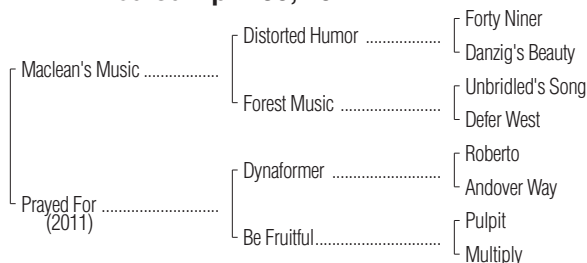 Forty Niner
Distorted Humor ....................
Danzig's Beauty
Maclean's Music ....................
Unbridled's Song
Forest Music ..........................
Defer West
Roberto
Dynaformer ............................
Andover Way
Prayed For ..............................
(2011)
Pulpit
Be Fruitful...............................
Multiply